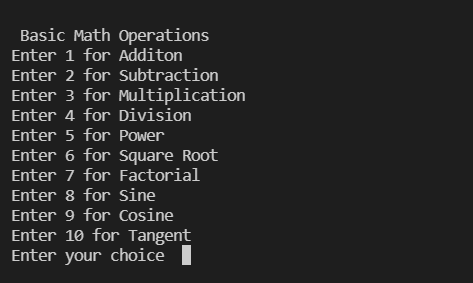 Basic Math Operations
Enter 1 for Additon
Enter 2 for Subtraction
Enter 3 for Multiplication
Enter 4 for Division
Enter 5 for Power
Enter 6 for Square Root
Enter 7 for Factorial
Enter 8 for Sine
Enter 9 for Cosine
Enter 10 for Tangent
Enter your choice